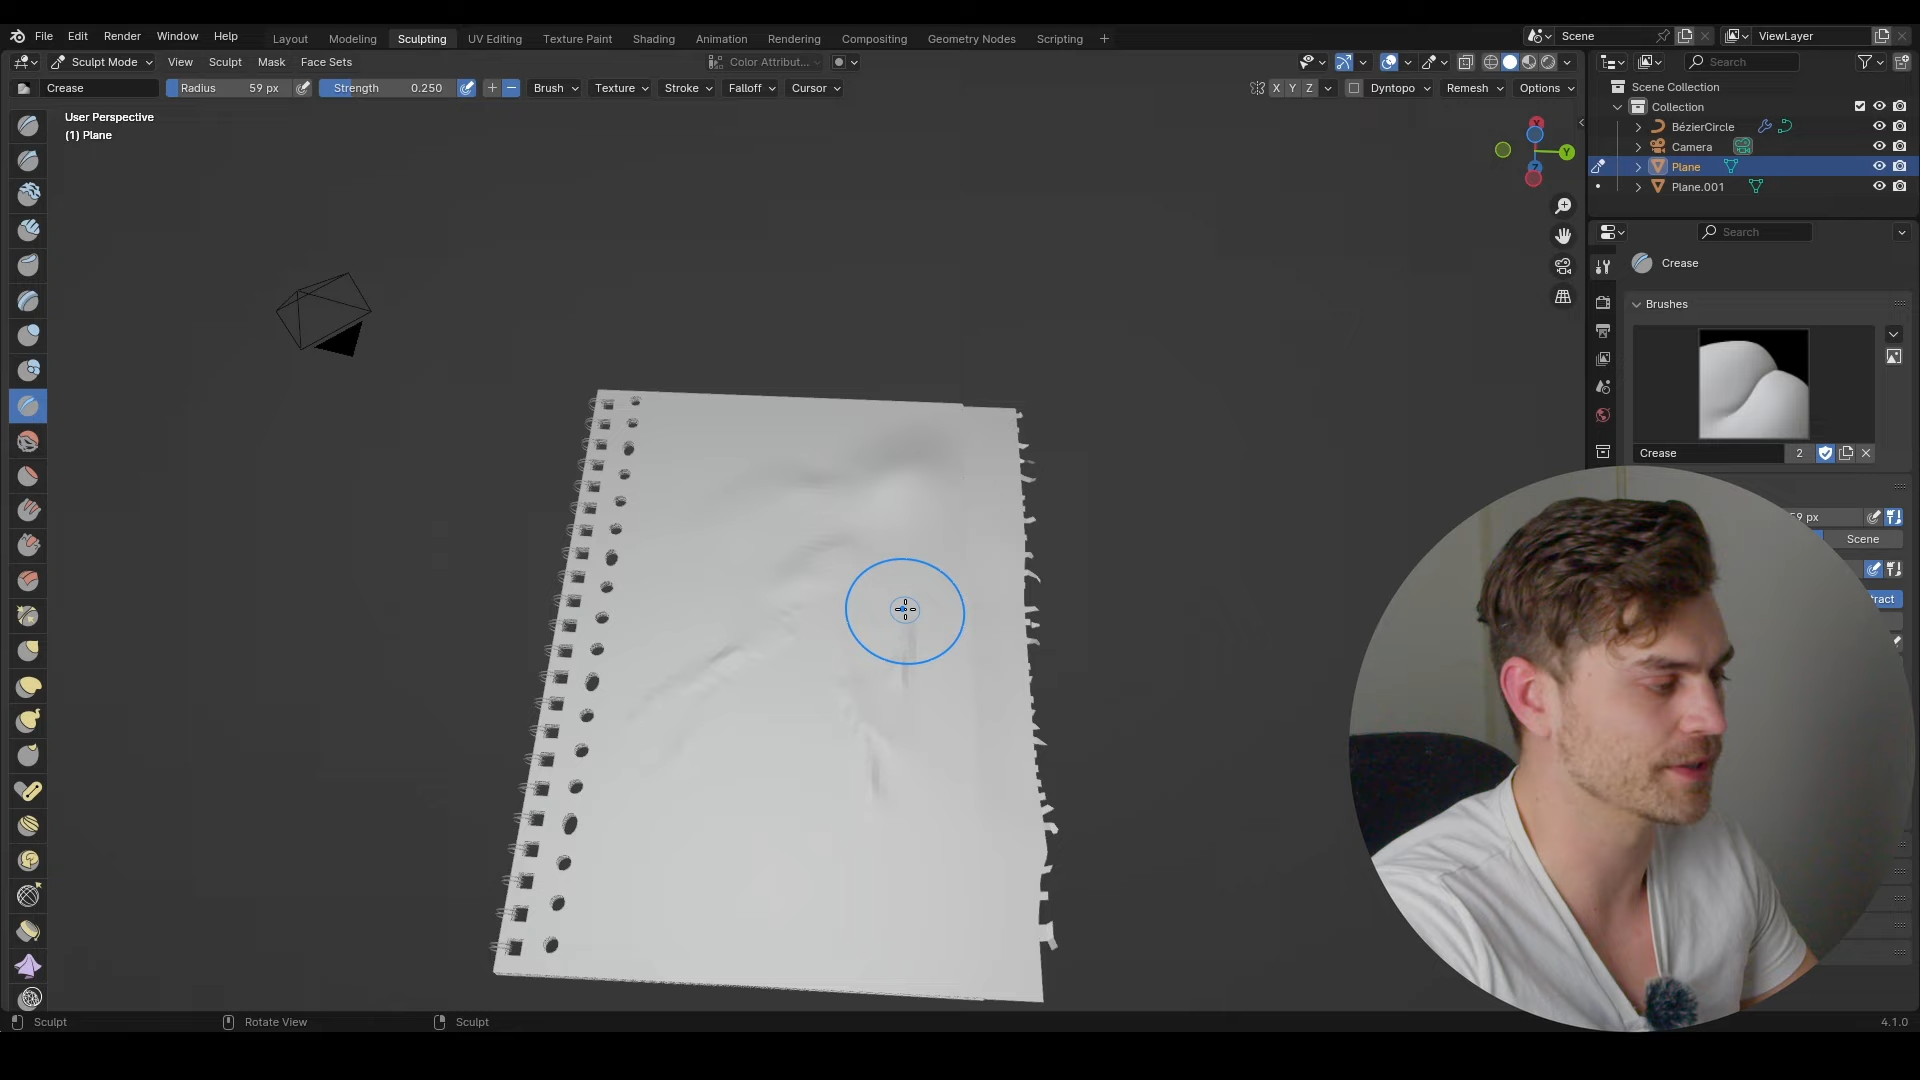 File Edit Render Window Help Layout Modeling Sculpting UV Editing Texture Paint Shading Animation Rendering Compositing Geometry Nodes Scripting + Scene ViewLayer
Sculpt Mode View Sculpt Mask Face Sets Color Attribut... Search
Crease Radius 59 px Strength 0.250 Brush Texture Stroke Falloff Cursor X Y Z Dyntopo Remesh Options
User Perspective
(1) Plane
Scene Collection
Collection
BézierCircle
Camera
Plane
Plane.001
Y
Search
Crease
Brushes
Crease 2
59 px
Scene
ract
Sculpt Rotate View Sculpt 4.1.0